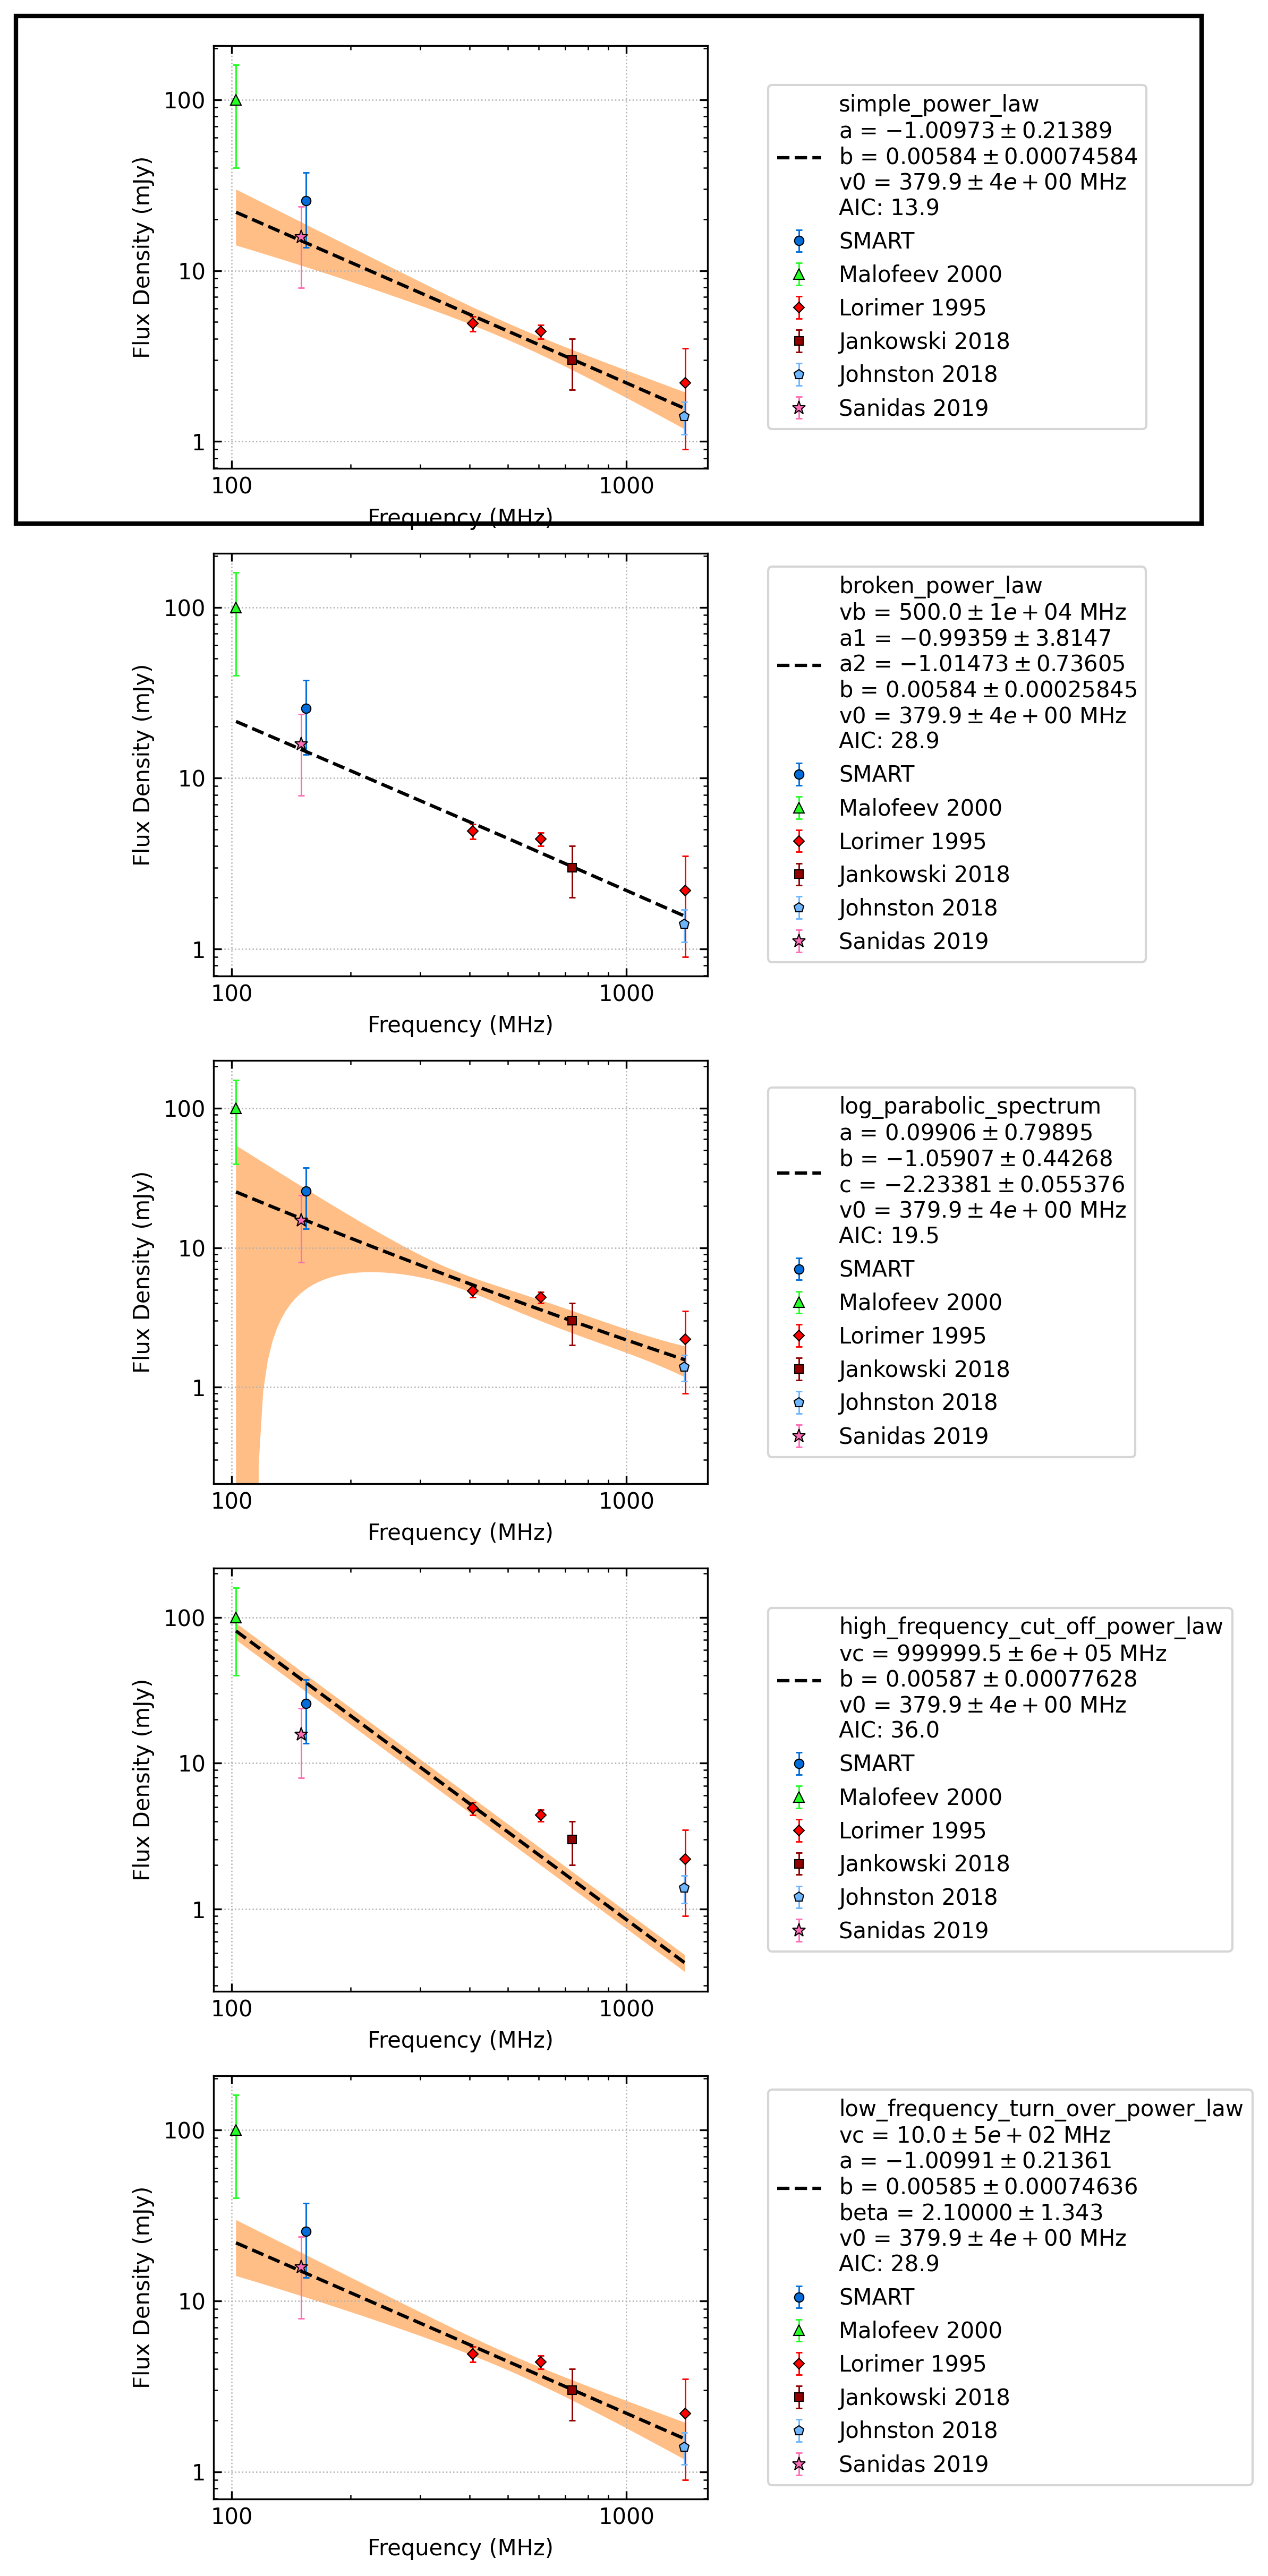 Flux Density (mJy)
100
10
1
100
1000
Frequency (MHz)
simple_power_law
a = −1.00973 ± 0.21389
b = 0.00584 ± 0.00074584
v0 = 379.9 ± 4e + 00 MHz
AIC: 13.9
SMART
Malofeev 2000
Lorimer 1995
Jankowski 2018
Johnston 2018
Sanidas 2019
Flux Density (mJy)
100
10
1
100
1000
Frequency (MHz)
broken_power_law
vb = 500.0 ± 1e + 04 MHz
a1 = −0.99359 ± 3.8147
a2 = −1.01473 ± 0.73605
b = 0.00584 ± 0.00025845
v0 = 379.9 ± 4e + 00 MHz
AIC: 28.9
SMART
Malofeev 2000
Lorimer 1995
Jankowski 2018
Johnston 2018
Sanidas 2019
Flux Density (mJy)
100
10
1
100
1000
Frequency (MHz)
log_parabolic_spectrum
a = 0.09906 ± 0.79895
b = −1.05907 ± 0.44268
c = −2.23381 ± 0.055376
v0 = 379.9 ± 4e + 00 MHz
AIC: 19.5
SMART
Malofeev 2000
Lorimer 1995
Jankowski 2018
Johnston 2018
Sanidas 2019
Flux Density (mJy)
100
10
1
100
1000
Frequency (MHz)
high_frequency_cut_off_power_law
vc = 999999.5 ± 6e + 05 MHz
b = 0.00587 ± 0.00077628
v0 = 379.9 ± 4e + 00 MHz
AIC: 36.0
SMART
Malofeev 2000
Lorimer 1995
Jankowski 2018
Johnston 2018
Sanidas 2019
Flux Density (mJy)
100
10
1
100
1000
Frequency (MHz)
low_frequency_turn_over_power_law
vc = 10.0 ± 5e + 02 MHz
a = −1.00991 ± 0.21361
b = 0.00585 ± 0.00074636
beta = 2.10000 ± 1.343
v0 = 379.9 ± 4e + 00 MHz
AIC: 28.9
SMART
Malofeev 2000
Lorimer 1995
Jankowski 2018
Johnston 2018
Sanidas 2019